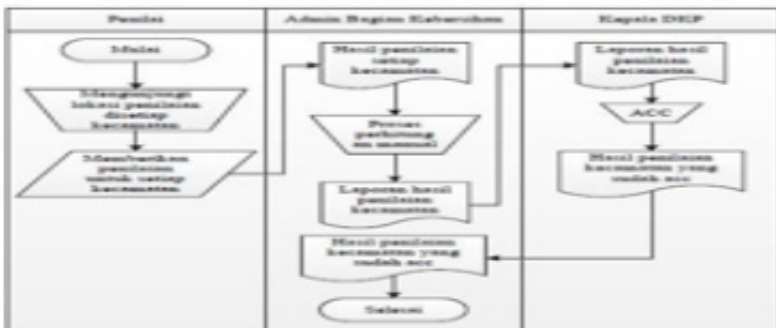 Penilai
Admin Bagian Kebersihan
Kepala DKP
Mulai
Mengunjungi
lokasi penilaian
disetiap
kecamatan
Memberikan
penilaian
untuk setiap
kecamatan
Hasil penilaian
setiap
kecamatan
Proses
perhitung
an manual
Laporan hasil
penilaian
kecamatan
Hasil penilaian
kecamatan yang
sudah acc
Selesai
Laporan hasil
penilaian
kecamatan
ACC
Hasil penilaian
kecamatan yang
sudah acc